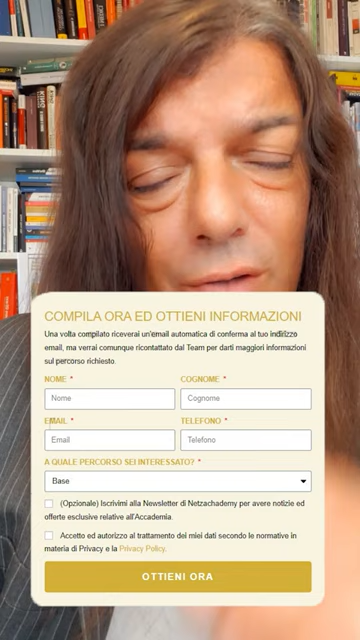 COMPILA ORA ED OTTIENI INFORMAZIONI
Una volta compilato riceverai un'email automatica di conferma al tuo indirizzo
email, ma verrai comunque ricontattato dal Team per darti maggiori informazioni
sul percorso richiesto.
NOME * COGNOME *
Nome Cognome
EMAIL * TELEFONO *
Email Telefono
A QUALE PERCORSO SEI INTERESSATO? *
Base
(Opzionale) Iscrivimi alla Newsletter di Netzachademy per avere notizie ed
offerte esclusive relative all'Accademia.
Accetto ed autorizzo al trattamento dei miei dati secondo le normative in
materia di Privacy e la Privacy Policy.
OTTIENI ORA